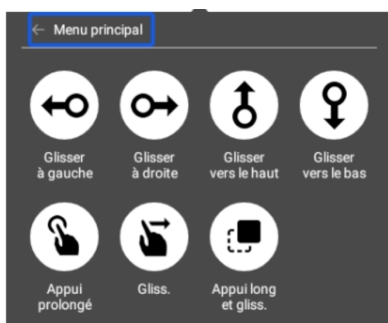 Menu principal
Glisser
à gauche
Glisser
à droite
Glisser
vers le haut
Glisser
vers le bas
Appui
prolongé
Gliss.
Appui long
et gliss.